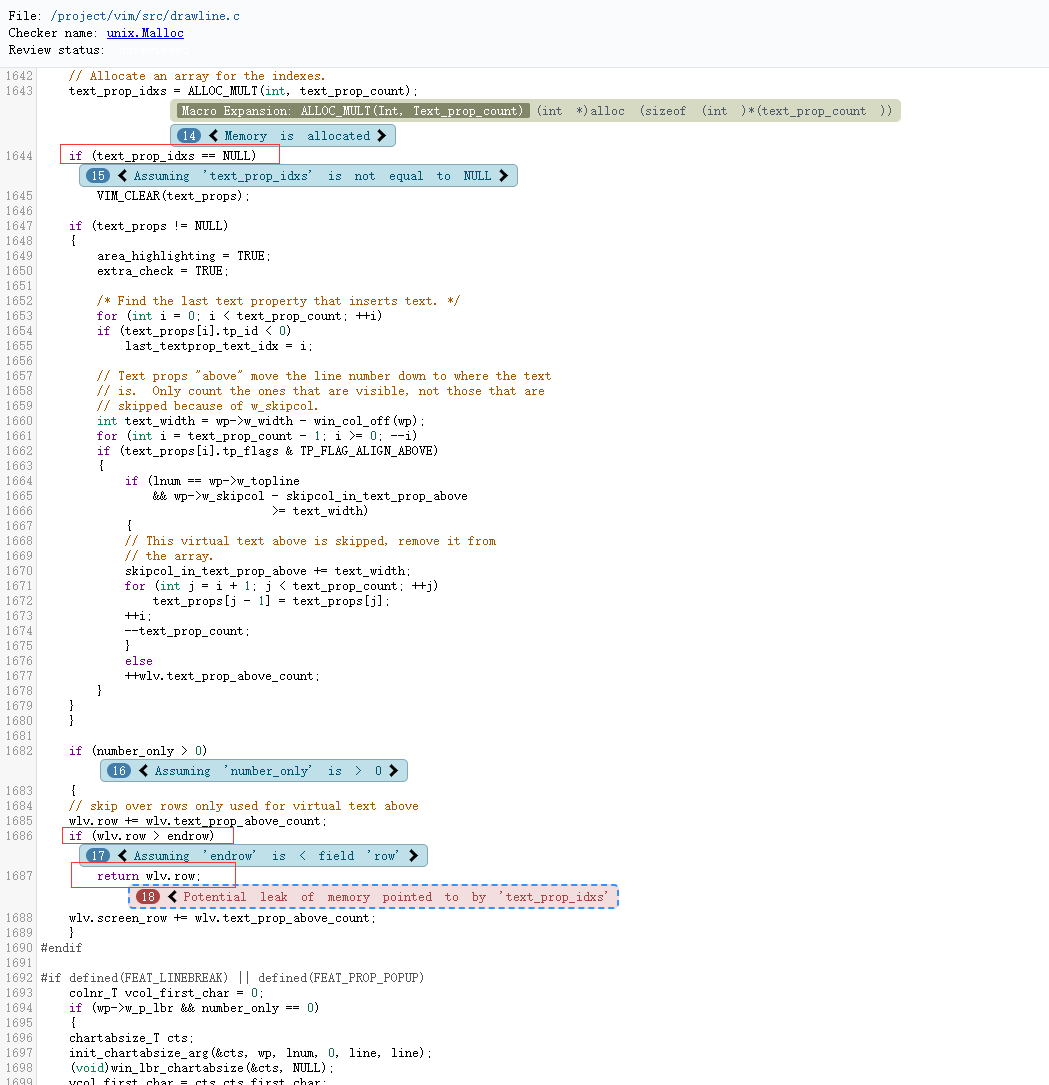 File: /project/vim/src/drawline.c
Checker name: unix.Malloc
Review status:
1642 // Allocate an array for the indexes.
1643 text_prop_idxs = ALLOC_MULT(int, text_prop_count);
Macro Expansion: ALLOC_MULT(Int, Text_prop_count) (int *)alloc (sizeof (int )*(text_prop_count ))
14 < Memory is allocated >
1644 if (text_prop_idxs == NULL)
15 < Assuming 'text_prop_idxs' is not equal to NULL >
1645 VIM_CLEAR(text_props);
1646
1647 if (text_props != NULL)
1648 {
1649 area_highlighting = TRUE;
1650 extra_check = TRUE;
1651
1652 /* Find the last text property that inserts text. */
1653 for (int i = 0; i < text_prop_count; ++i)
1654 if (text_props[i].tp_id < 0)
1655 last_textprop_text_idx = i;
1656
1657 // Text props "above" move the line number down to where the text
1658 // is. Only count the ones that are visible, not those that are
1659 // skipped because of w_skipcol.
1660 int text_width = wp->w_width - win_col_off(wp);
1661 for (int i = text_prop_count - 1; i >= 0; --i)
1662 if (text_props[i].tp_flags & TP_FLAG_ALIGN_ABOVE)
1663 {
1664 if (lnum == wp->w_topline
1665 && wp->w_skipcol - skipcol_in_text_prop_above
1666 >= text_width)
1667 {
1668 // This virtual text above is skipped, remove it from
1669 // the array.
1670 skipcol_in_text_prop_above += text_width;
1671 for (int j = i + 1; j < text_prop_count; ++j)
1672 text_props[j - 1] = text_props[j];
1673 ++i;
1674 --text_prop_count;
1675 }
1676 else
1677 ++wlv.text_prop_above_count;
1678 }
1679 }
1680 }
1681
1682 if (number_only > 0)
16 < Assuming 'number_only' is > 0 >
1683 {
1684 // skip over rows only used for virtual text above
1685 wlv.row += wlv.text_prop_above_count;
1686 if (wlv.row > endrow)
17 < Assuming 'endrow' is < field 'row' >
1687 return wlv.row;
18 < Potential leak of memory pointed to by 'text_prop_idxs'
1688 wlv.screen_row += wlv.text_prop_above_count;
1689 }
1690 #endif
1691
1692 #if defined(FEAT_LINEBREAK) || defined(FEAT_PROP_POPUP)
1693 colnr_T vcol_first_char = 0;
1694 if (wp->w_p_lbr && number_only == 0)
1695 {
1696 chartabsize_T cts;
1697 init_chartabsize_arg(&cts, wp, lnum, 0, line, line);
1698 (void)win_lbr_chartabsize(&cts, NULL);
1699 vcol_first_char = cts.cts_first_char;